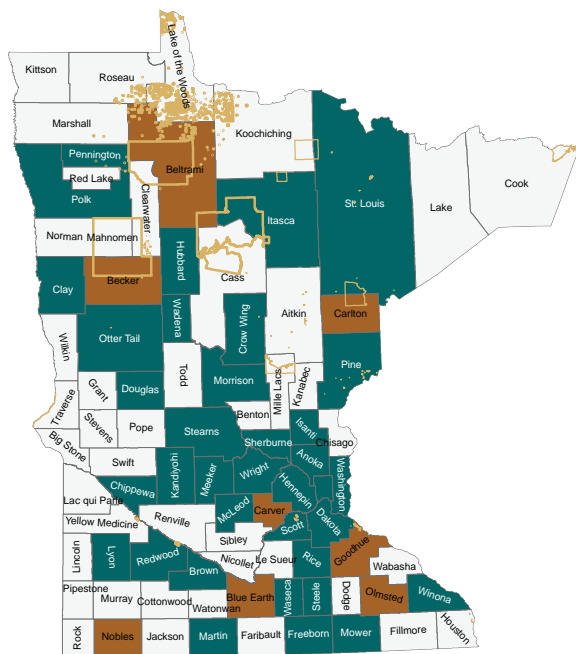 Kittson
Roseau
Lake of the Woods
Marshall
Koochiching
Pennington
Red Lake
Beltrami
Polk
Clearwater
Itasca
St. Louis
Lake
Cook
Norman
Mahnomen
Hubbard
Cass
Clay
Becker
Wadena
Crow Wing
Aitkin
Carlton
Wilkin
Otter Tail
Todd
Morrison
Mille Lacs
Kanabec
Pine
Traverse
Grant
Douglas
Benton
Big Stone
Stevens
Pope
Stearns
Sherburne
Isanti
Chisago
Swift
Kandiyohi
Meeker
Wright
Anoka
Washington
Hennepin
Chippewa
Lac qui Parle
McLeod
Carver
Scott
Dakota
Yellow Medicine
Renville
Sibley
Goodhue
Lincoln
Lyon
Redwood
Nicollet
Le Sueur
Rice
Wabasha
Brown
Pipestone
Murray
Cottonwood
Watonwan
Blue Earth
Waseca
Steele
Dodge
Olmsted
Winona
Rock
Nobles
Jackson
Martin
Faribault
Freeborn
Mower
Fillmore
Houston